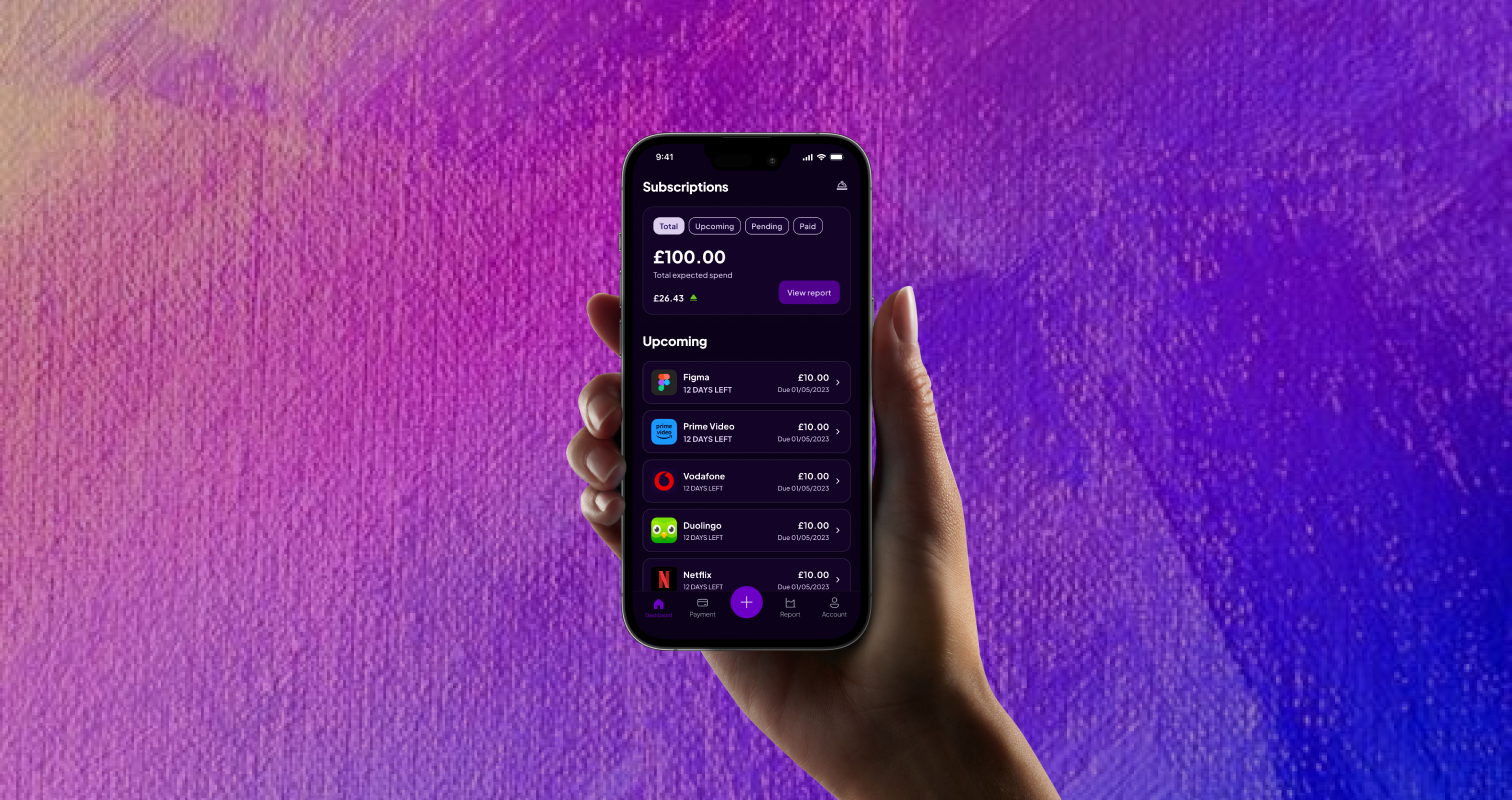 9:41
Subscriptions
Total Upcoming Pending Paid
£100.00
Total expected spend
£26.43
View report
Upcoming
Figma
12 DAYS LEFT
£10.00
Due 01/05/2023
prime
video
Prime Video
12 DAYS LEFT
£10.00
Due 01/05/2023
Vodafone
12 DAYS LEFT
£10.00
Due 01/05/2023
Duolingo
12 DAYS LEFT
£10.00
Due 01/05/2023
N
Netflix
12 DAYS LEFT
£10.00
Due 01/05/2023
Dashboard Payment Report Account